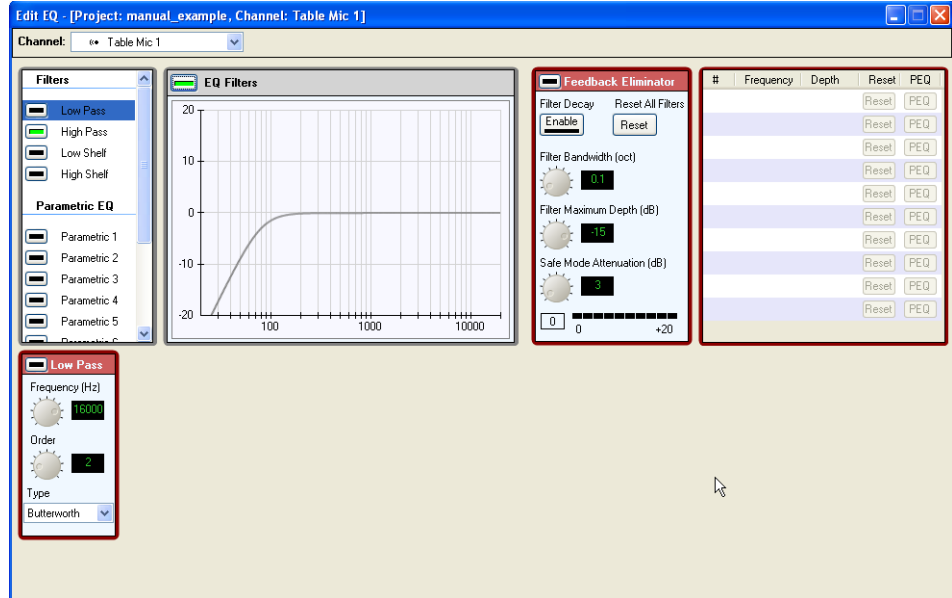 Edit EQ - [Project: manual_example, Channel: Table Mic 1]
Channel: Table Mic 1
Filters
Low Pass
High Pass
Low Shelf
High Shelf
Parametric EQ
Parametric 1
Parametric 2
Parametric 3
Parametric 4
Parametric 5
EQ Filters
20
10
0
-10
-20
100 1000 10000
Feedback Eliminator
Filter Decay Reset All Filters
Enable Reset
Filter Bandwidth (oct)
0.1
Filter Maximum Depth (dB)
-15
Safe Mode Attenuation (dB)
3
0 0 +20
# Frequency Depth Reset PEQ
Reset PEQ
Reset PEQ
Reset PEQ
Reset PEQ
Reset PEQ
Reset PEQ
Reset PEQ
Reset PEQ
Reset PEQ
Reset PEQ
Low Pass
Frequency (Hz)
16000
Order
2
Type
Butterworth